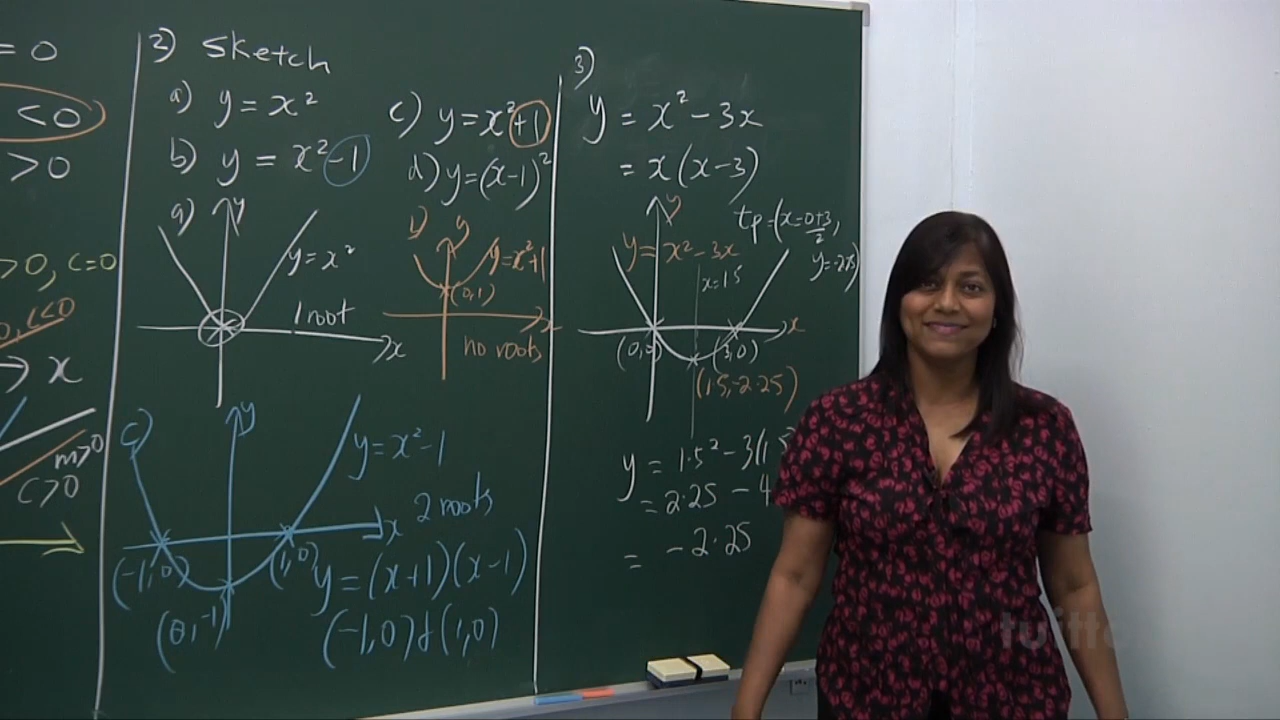 = 0
< 0
> 0
>0, c=0
0, c<0
→ x
m>0
c>0
2) Sketch
a) y = x²
b) y = x²-1
c) y = x²+1
d) y = (x-1)²
a) y
y = x²
1 root
x
y
y = x²+1
(0,1)
x
no roots
c) y
y = x²-1
2 roots
x
(-1,0)
(1,0)
(0,-1)
y = (x+1)(x-1)
(-1,0) & (1,0)
3)
y = x² - 3x
= x(x-3)
y
tp=(x=0+3,
2
y=-2.25)
y = x² - 3x
x=1.5
x
(0,0)
(3,0)
(1.5,-2.25)
y = 1.5² - 3(1.5
= 2.25 - 4
= -2.25